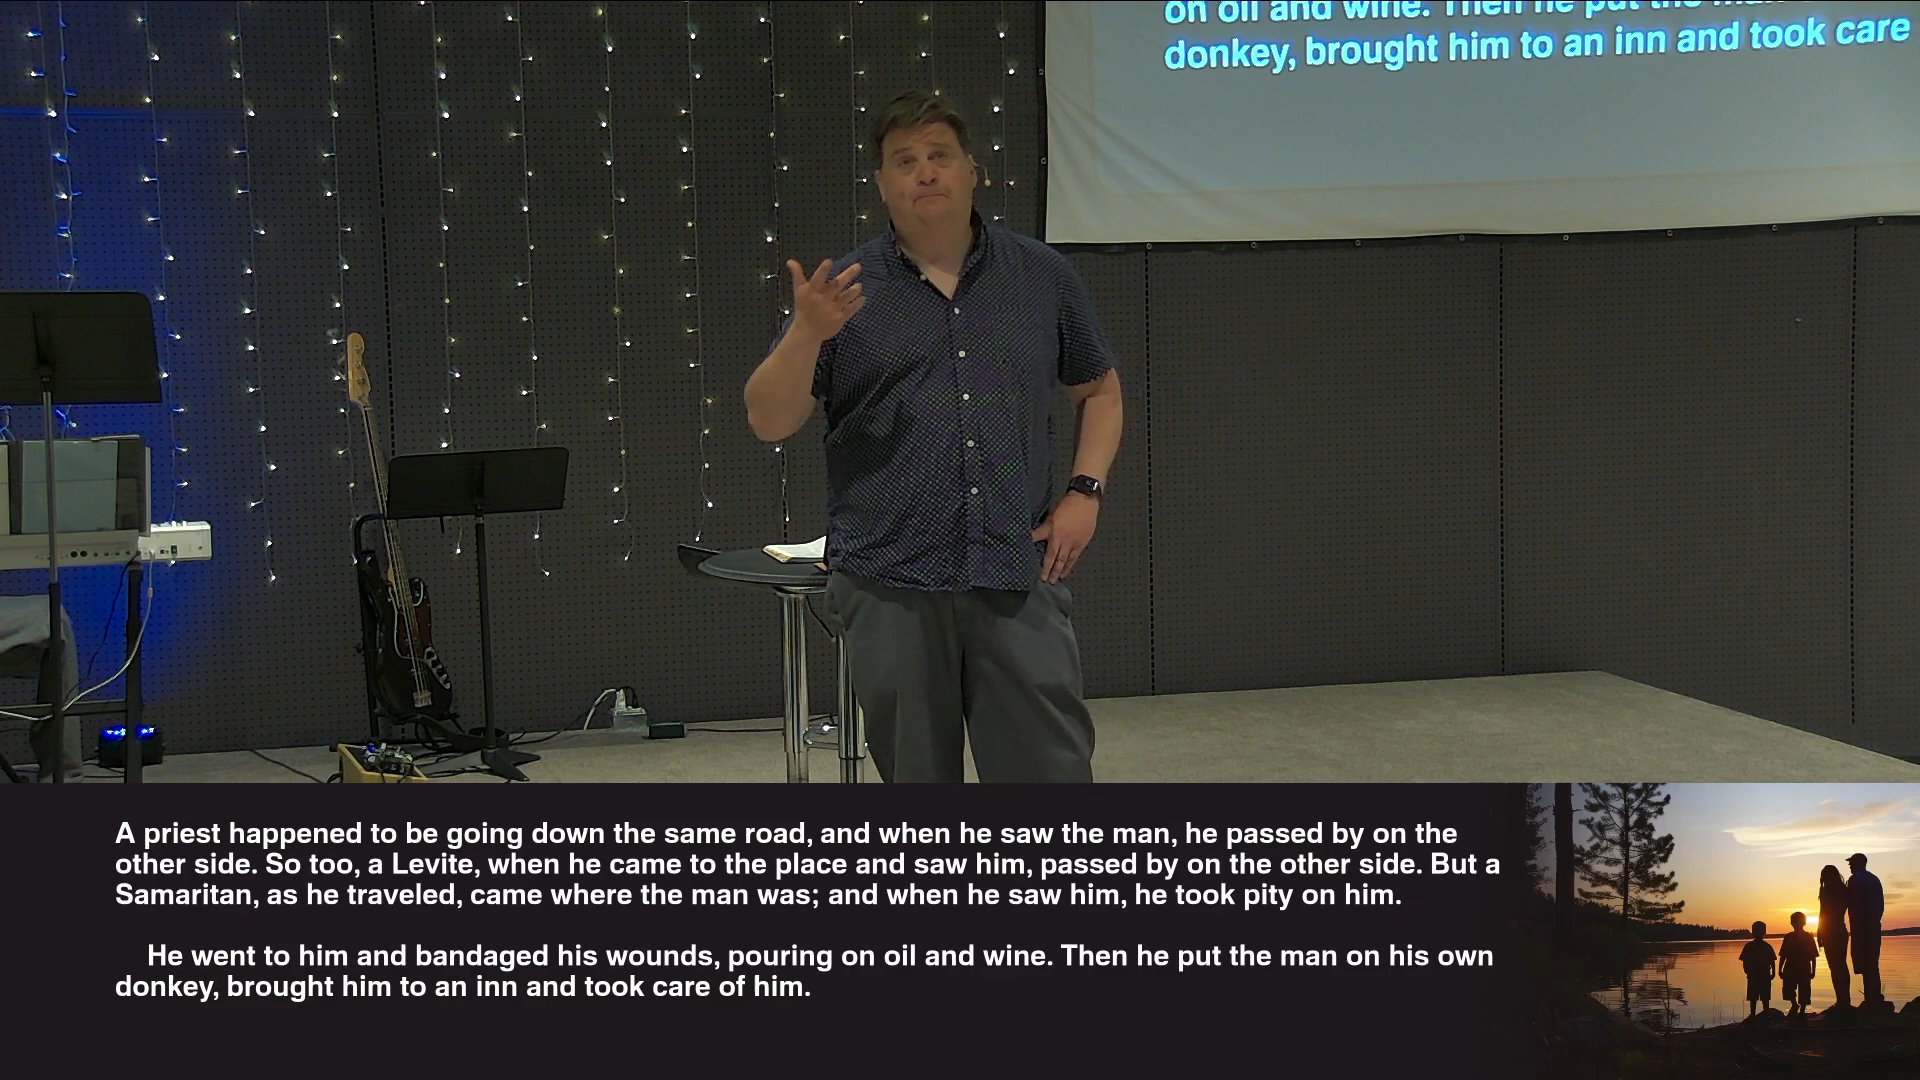 on oil and wine. Then he put the
donkey, brought him to an inn and took care
A priest happened to be going down the same road, and when he saw the man, he passed by on the
other side. So too, a Levite, when he came to the place and saw him, passed by on the other side. But a
Samaritan, as he traveled, came where the man was; and when he saw him, he took pity on him.
He went to him and bandaged his wounds, pouring on oil and wine. Then he put the man on his own
donkey, brought him to an inn and took care of him.